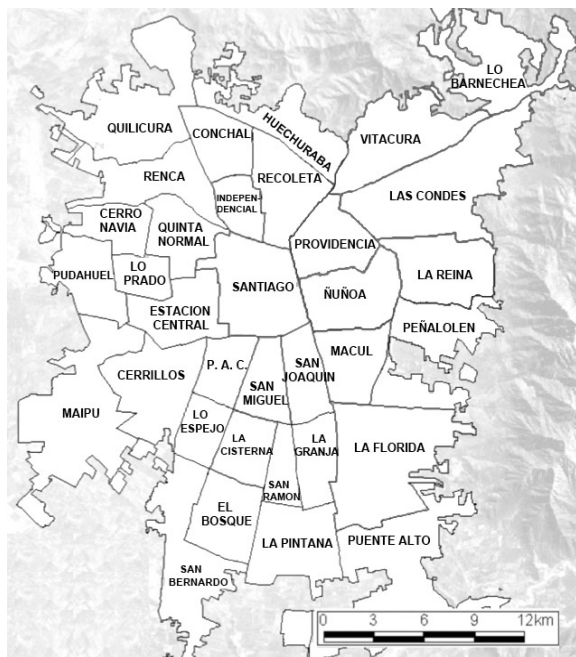 LO
BARNECHEA
QUILICURA
CONCHAL
HUECHURABA
VITACURA
RENCA
RECOLETA
LAS CONDES
INDEPEN-
DENCIAL
CERRO
NAVIA
QUINTA
NORMAL
PROVIDENCIA
PUDAHUEL
LO
PRADO
SANTIAGO
ÑUÑOA
LA REINA
ESTACION
CENTRAL
PEÑALOLEN
CERRILLOS
P. A. C.
SAN
MIGUEL
SAN
JOAQUIN
MACUL
MAIPU
LO
ESPEJO
LA
CISTERNA
LA
GRANJA
LA FLORIDA
SAN
RAMON
EL
BOSQUE
LA PINTANA
PUENTE ALTO
SAN
BERNARDO
0 3 6 9 12km